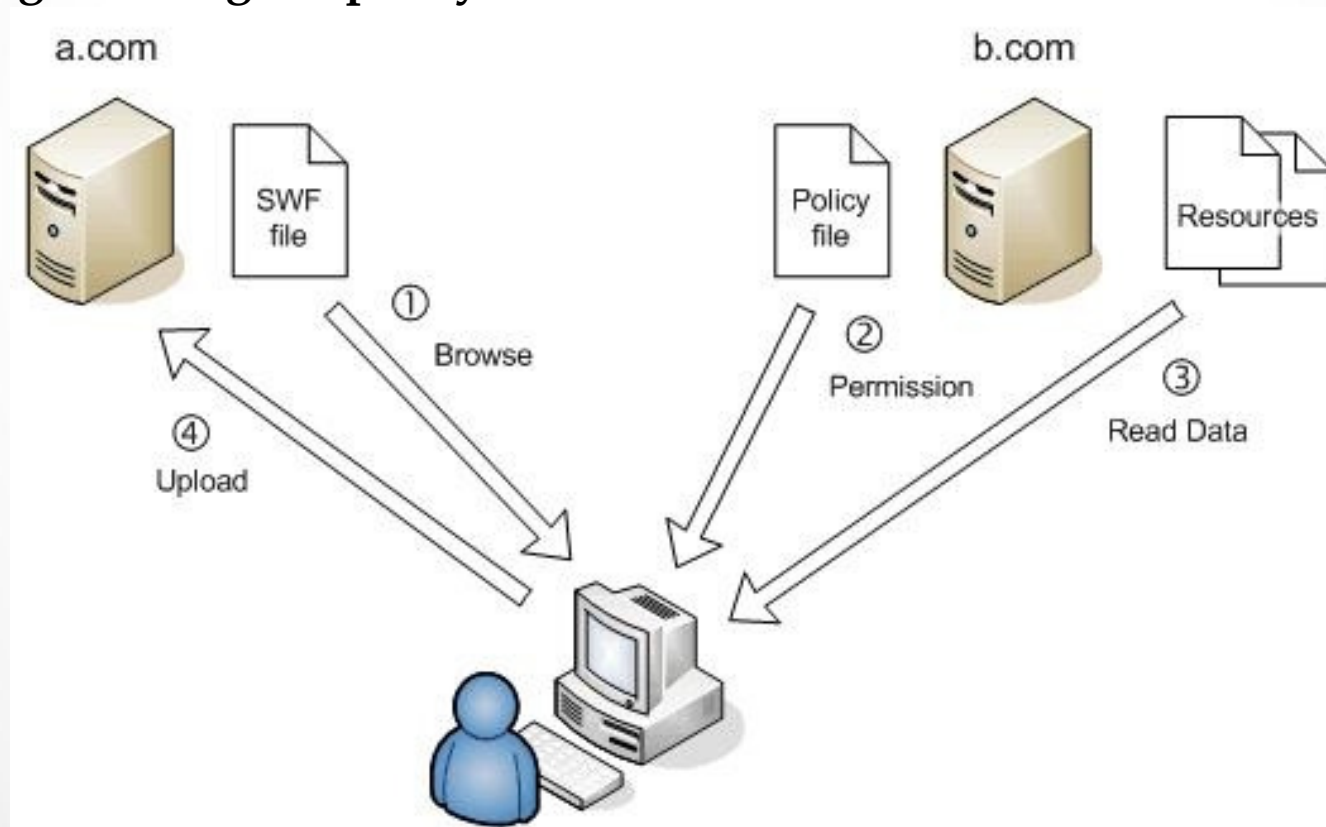 a.com
b.com
SWF
file
Policy
file
Resources
①
Browse
②
Permission
③
Read Data
④
Upload